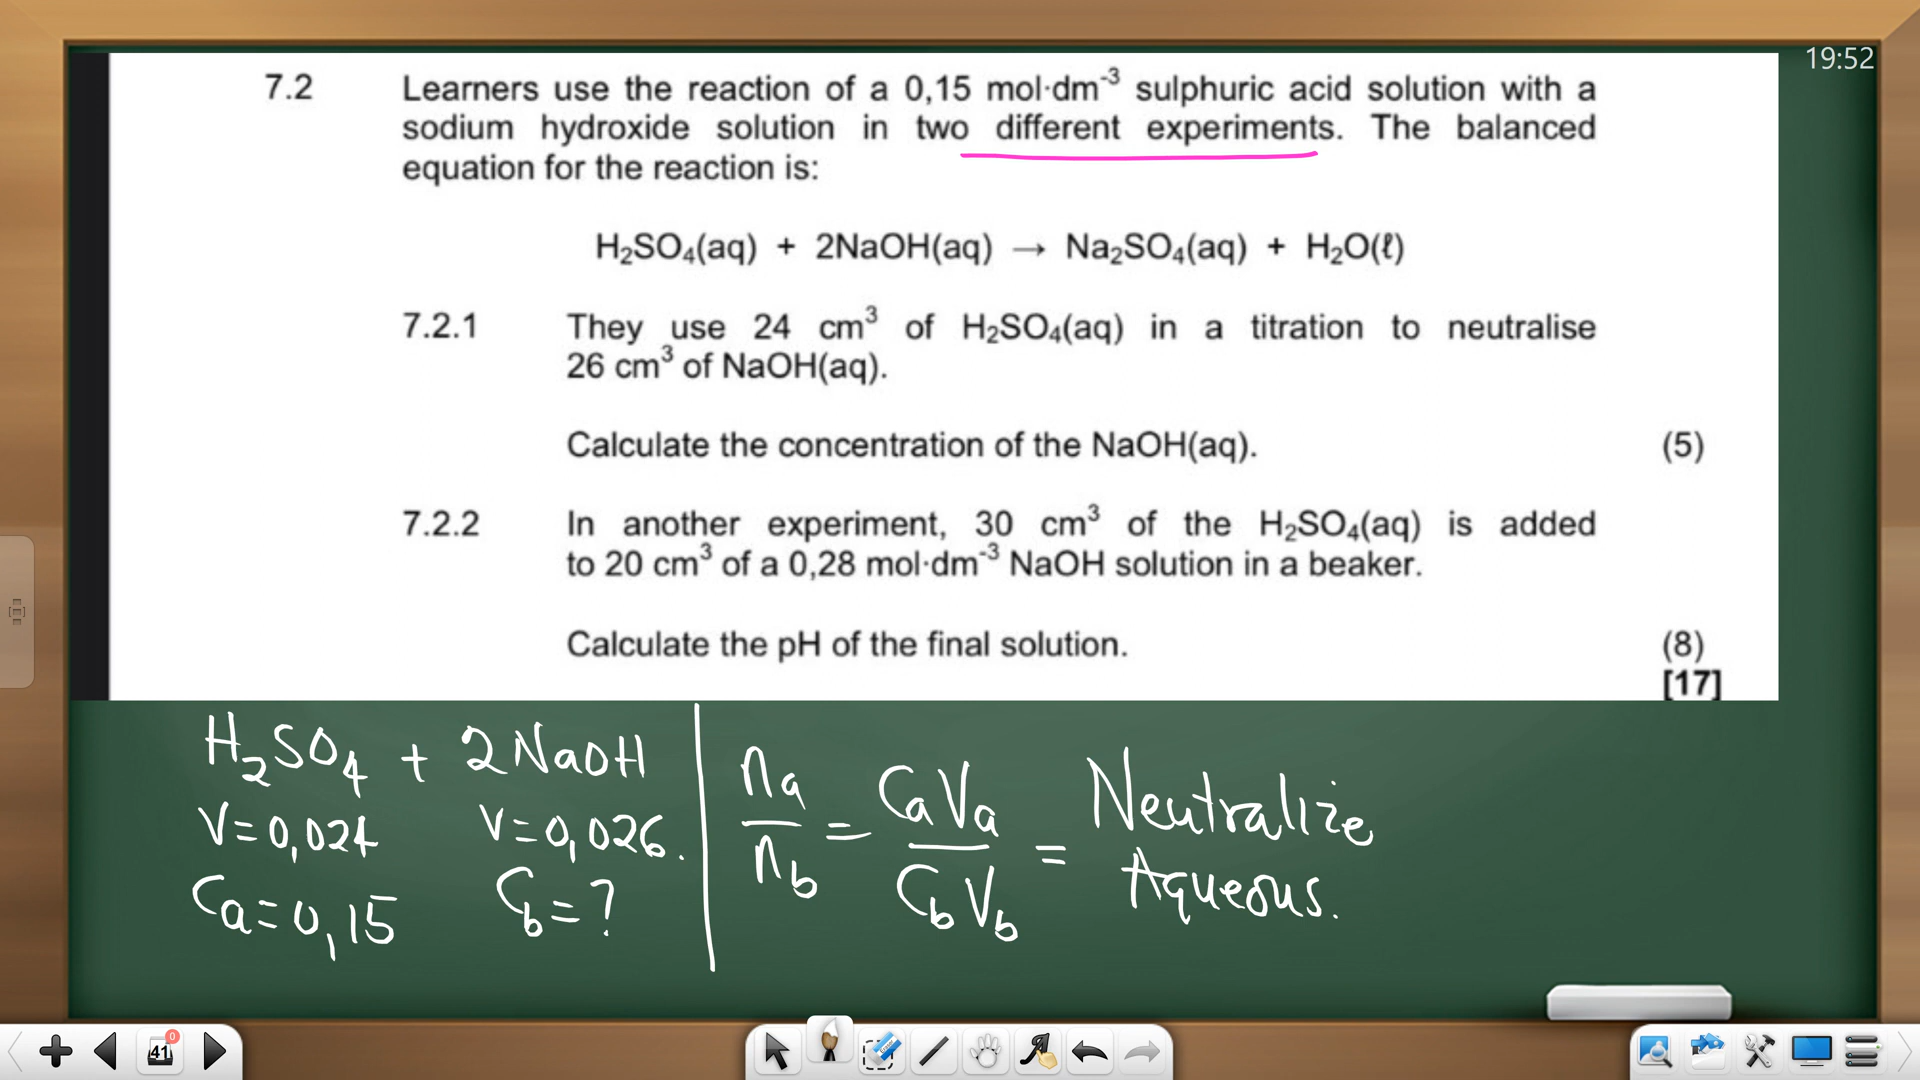 19:52
7.2 Learners use the reaction of a 0,15 mol·dm⁻³ sulphuric acid solution with a
sodium hydroxide solution in two different experiments. The balanced
equation for the reaction is:
H₂SO₄(aq) + 2NaOH(aq) → Na₂SO₄(aq) + H₂O(ℓ)
7.2.1 They use 24 cm³ of H₂SO₄(aq) in a titration to neutralise
26 cm³ of NaOH(aq).
Calculate the concentration of the NaOH(aq). (5)
7.2.2 In another experiment, 30 cm³ of the H₂SO₄(aq) is added
to 20 cm³ of a 0,28 mol·dm⁻³ NaOH solution in a beaker.
Calculate the pH of the final solution. (8)
[17]
H₂SO₄ + 2NaOH
V=0,024 V=0,026.
Ca=0,15 Cb=?
na/nb = CaVa/CbVb = Neutralize
Aqueous.
41
0